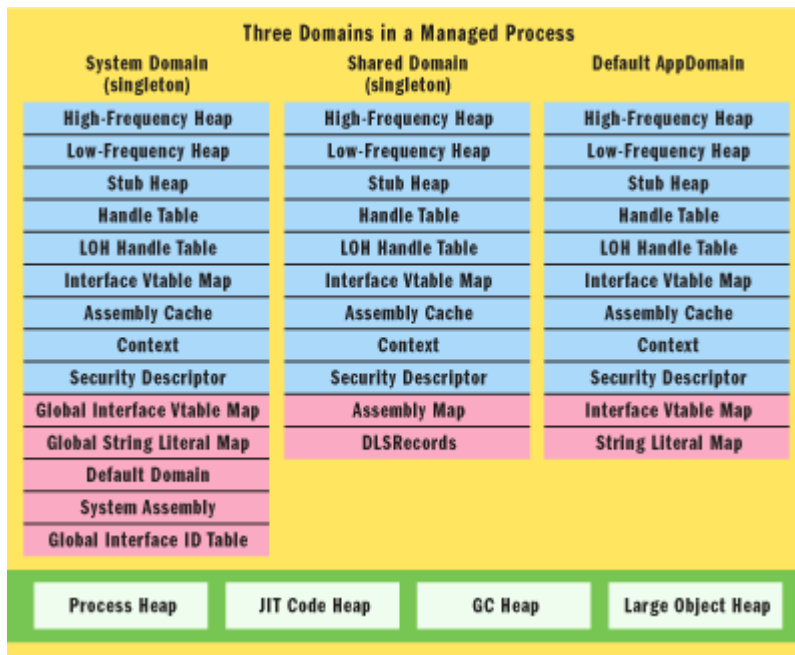 Three Domains in a Managed Process
System Domain
(singleton)
High-Frequency Heap
Low-Frequency Heap
Stub Heap
Handle Table
LOH Handle Table
Interface Vtable Map
Assembly Cache
Context
Security Descriptor
Global Interface Vtable Map
Global String Literal Map
Default Domain
System Assembly
Global Interface ID Table
Shared Domain
(singleton)
High-Frequency Heap
Low-Frequency Heap
Stub Heap
Handle Table
LOH Handle Table
Interface Vtable Map
Assembly Cache
Context
Security Descriptor
Assembly Map
DLSRecords
Default AppDomain
High-Frequency Heap
Low-Frequency Heap
Stub Heap
Handle Table
LOH Handle Table
Interface Vtable Map
Assembly Cache
Context
Security Descriptor
Interface Vtable Map
String Literal Map
Process Heap
JIT Code Heap
GC Heap
Large Object Heap